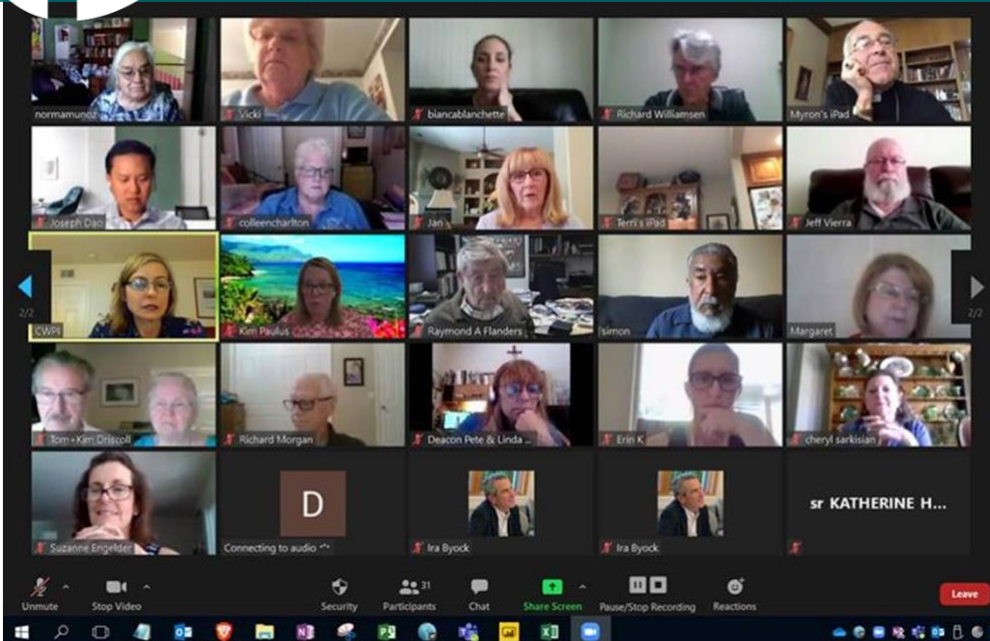 normamunoz
Vicki
biancablanchette
Richard Williamsen
Myron's iPad
Joseph Dao
colleencharlton
Jan
Terri's iPad
Jeff Vierra
CWPI
Kim Paulus
Raymond A Flanders
simon
Margaret
2/2
2/2
Tom+Kim Driscoll
Richard Morgan
Deacon Pete & Linda ...
Erin K
cheryl sarkisian
Suzanne Engelder
D
Connecting to audio
Ira Byock
Ira Byock
sr KATHERINE H...
Unmute
Stop Video
Security
Participants
31
Chat
Share Screen
Pause/Stop Recording
Reactions
Leave